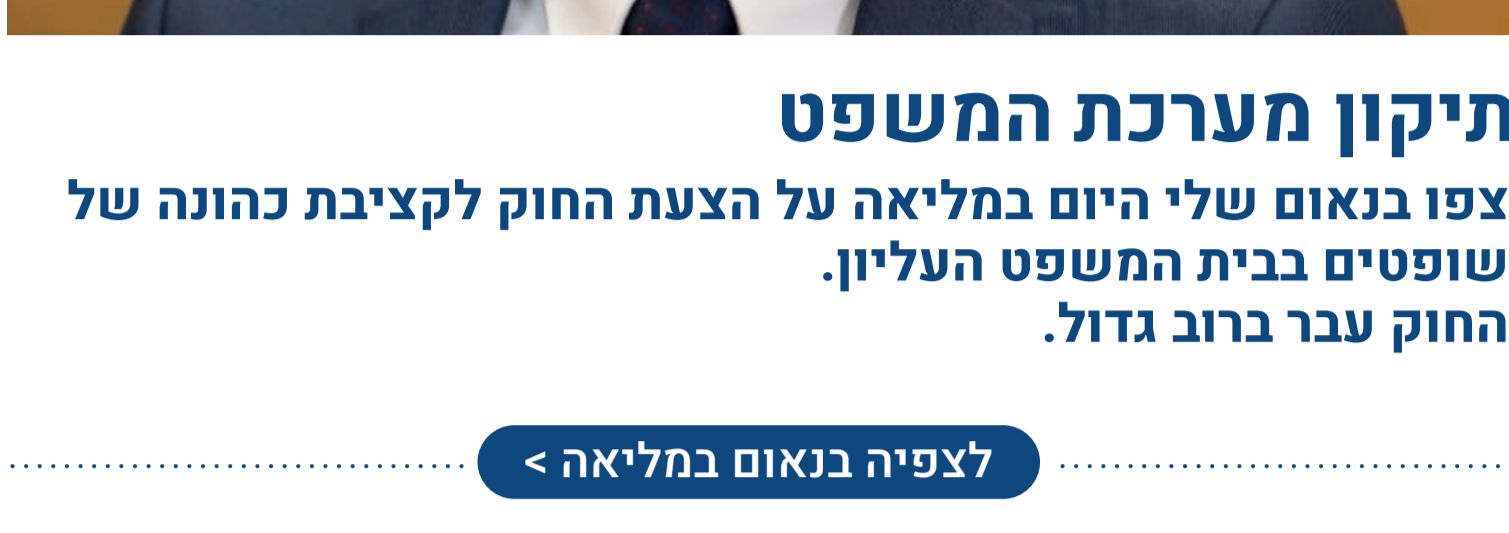 תיקון מערכת המשפט
צפו בנאום שלי היום במליאה על הצעת החוק לקציבת כהונה של
שופטים בבית המשפט העליון.
החוק עבר ברוב גדול.
לצפיה בנאום במליאה >